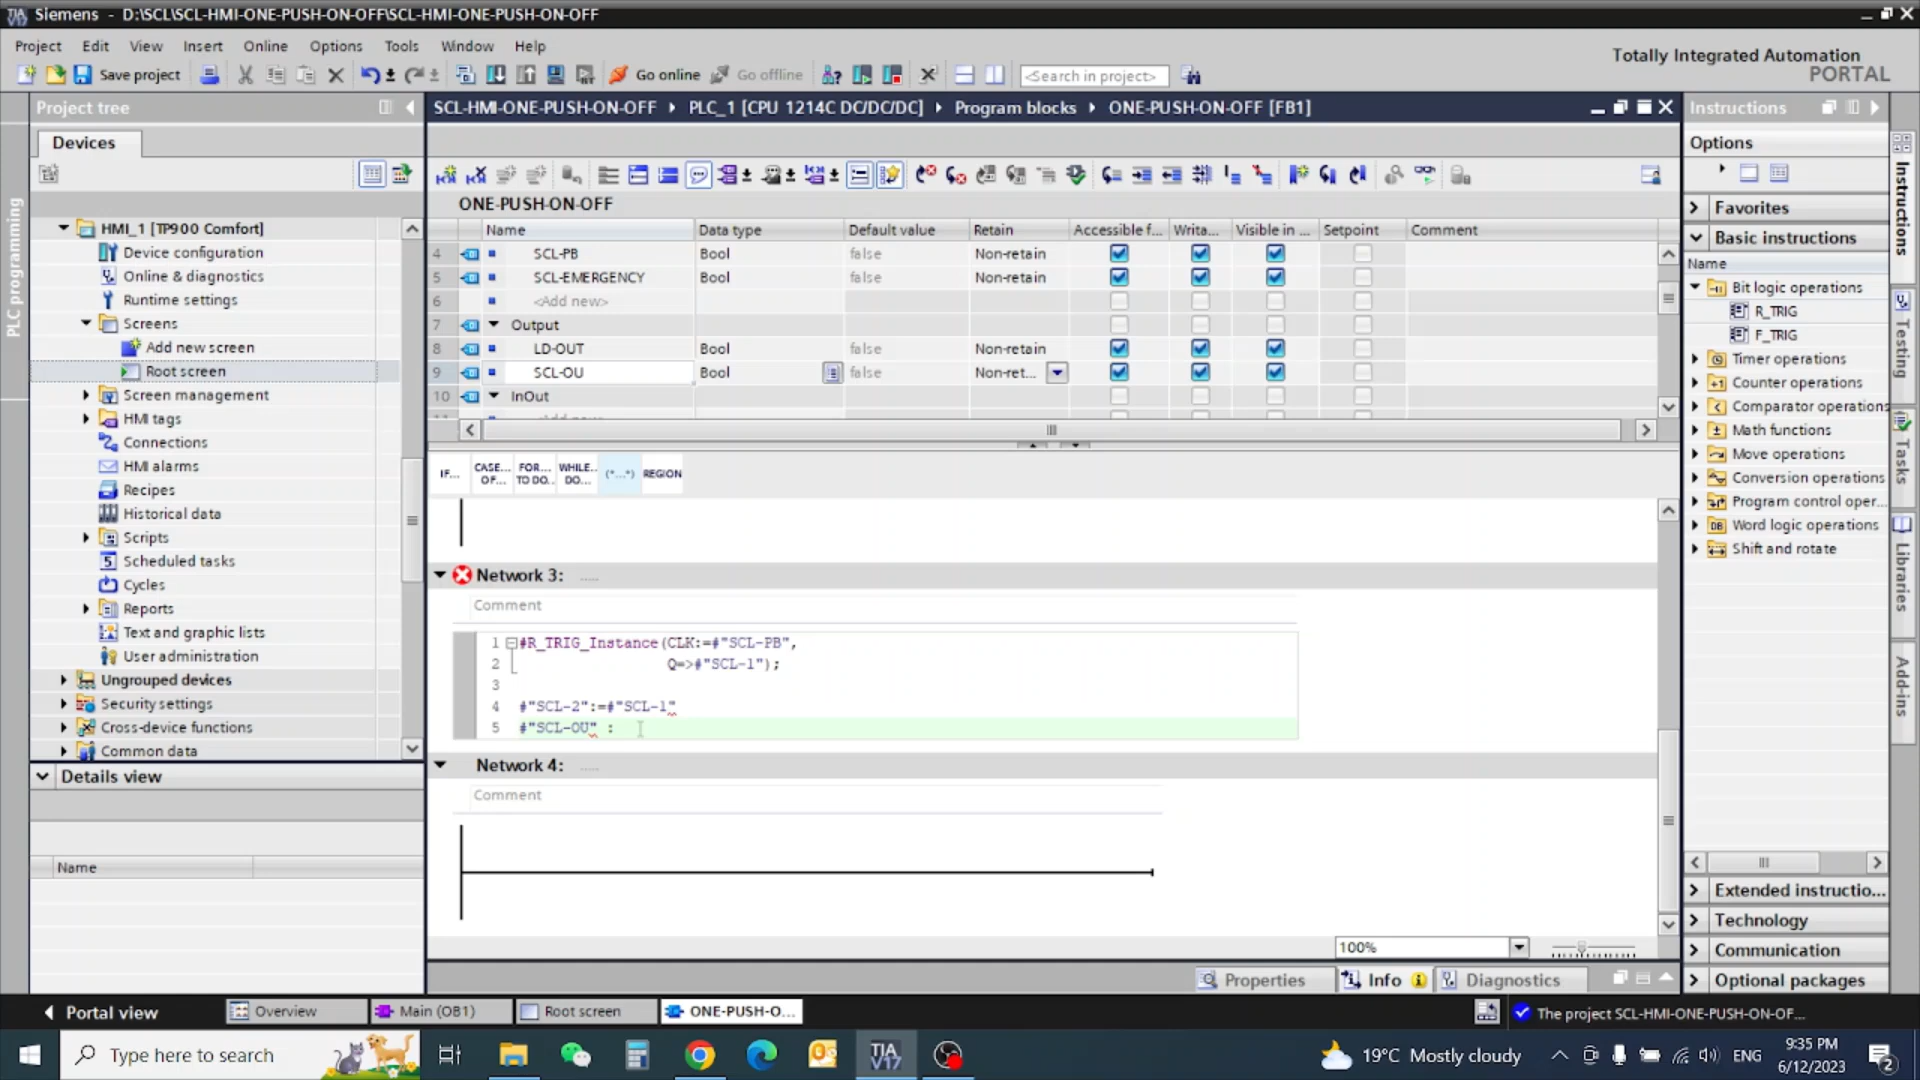 Siemens - D:\SCL\SCL-HMI-ONE-PUSH-ON-OFF\SCL-HMI-ONE-PUSH-ON-OFF
Project Edit View Insert Online Options Tools Window Help
Totally Integrated Automation
PORTAL
Save project
Go online
Go offline
<Search in project>
Project tree
SCL-HMI-ONE-PUSH-ON-OFF PLC_1 [CPU 1214C DC/DC/DC] Program blocks ONE-PUSH-ON-OFF [FB1]
Instructions
Devices
Options
PLC programming
HMI_1 [TP900 Comfort]
Device configuration
Online & diagnostics
Runtime settings
Screens
Add new screen
Root screen
Screen management
HMI tags
Connections
HMI alarms
Recipes
Historical data
Scripts
Scheduled tasks
Cycles
Reports
Text and graphic lists
User administration
Ungrouped devices
Security settings
Cross-device functions
Common data
Details view
Name
ONE-PUSH-ON-OFF
Name Data type Default value Retain Accessible f... Writa... Visible in ... Setpoint Comment
4 SCL-PB Bool false Non-retain
5 SCL-EMERGENCY Bool false Non-retain
6 <Add new>
7 Output
8 LD-OUT Bool false Non-retain
9 SCL-OU Bool false Non-ret...
10 InOut
IF... CASE... OF... FOR... TO DO... WHILE... DO... (*...*) REGION
Network 3: .....
Comment
1 #R_TRIG_Instance(CLK:=#"SCL-PB",
2 Q=>#"SCL-1");
3
4 #"SCL-2":=#"SCL-1"
5 #"SCL-OU" :
Network 4: .....
Comment
100%
Properties Info Diagnostics
Favorites
Basic instructions
Name
Bit logic operations
R_TRIG
F_TRIG
Timer operations
Counter operations
Comparator operations
Math functions
Move operations
Conversion operations
Program control oper...
Word logic operations
Shift and rotate
Extended instructio...
Technology
Communication
Optional packages
Instructions
Testing
Tasks
Libraries
Add-ins
Portal view Overview Main (OB1) Root screen ONE-PUSH-O...
The project SCL-HMI-ONE-PUSH-ON-OF...
Type here to search
TIA V17
19°C Mostly cloudy
ENG
9:35 PM
6/12/2023
2